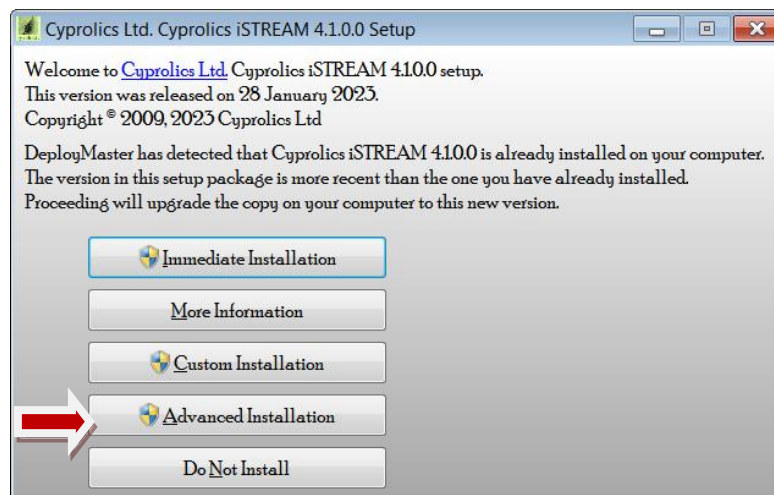 Cyprolics Ltd. Cyprolics iSTREAM 4.1.0.0 Setup
Welcome to Cyprolics Ltd. Cyprolics iSTREAM 4.1.0.0 setup.
This version was released on 28 January 2023.
Copyright © 2009, 2023 Cyprolics Ltd
DeployMaster has detected that Cyprolics iSTREAM 4.1.0.0 is already installed on your computer.
The version in this setup package is more recent than the one you have already installed.
Proceeding will upgrade the copy on your computer to this new version.
Immediate Installation
More Information
Custom Installation
Advanced Installation
Do Not Install